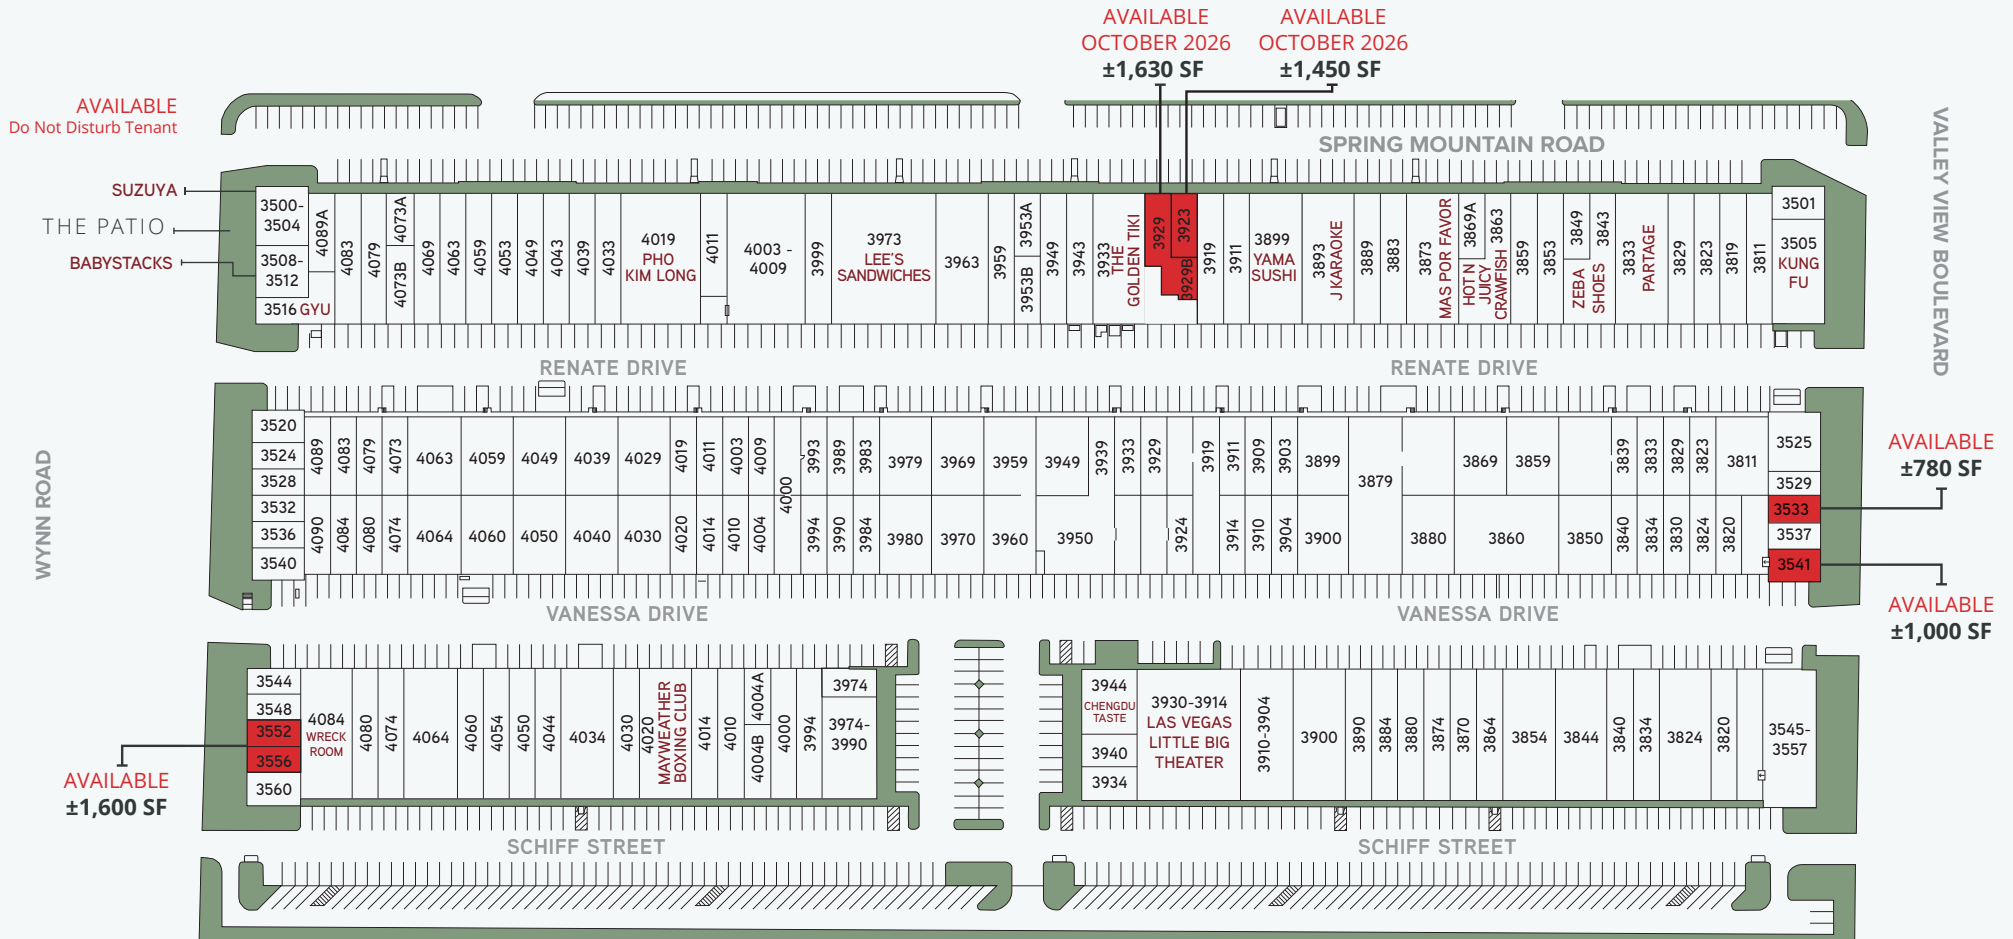 AVAILABLE
OCTOBER 2026
±1,630 SF
AVAILABLE
OCTOBER 2026
±1,450 SF
AVAILABLE
Do Not Disturb Tenant
SPRING MOUNTAIN ROAD
VALLEY VIEW BOULEVARD
SUZUYA
THE PATIO
BABYSTACKS
3500-
3504
3508-
3512
3516 GYU
4089A
4083
4079
4073A
4073B
4069
4063
4059
4053
4049
4043
4039
4033
4019
PHO
KIM LONG
4011
4003 -
4009
3999
3973
LEE'S
SANDWICHES
3963
3959
3953A
3953B
3949
3943
3933
THE
GOLDEN TIKI
3929
3923
3929B
3919
3911
3899
YAMA
SUSHI
3893
J KARAOKE
3889
3883
3873
MAS POR FAVOR
3869A
HOT N
JUICY
CRAWFISH
3863
3859
3853
3849
3843
ZEBA
SHOES
3833
PARTAGE
3829
3823
3819
3811
3501
3505
KUNG
FU
RENATE DRIVE
RENATE DRIVE
WYNN ROAD
3520
3524
3528
3532
3536
3540
4089
4083
4079
4073
4063
4059
4049
4039
4029
4019
4011
4003
4009
4000
3993
3989
3983
3979
3969
3959
3949
3939
3933
3929
3919
3911
3909
3903
3899
3879
3869
3859
3839
3833
3829
3823
3811
3525
3529
3533
3537
3541
AVAILABLE
±780 SF
AVAILABLE
±1,000 SF
4090
4084
4080
4074
4064
4060
4050
4040
4030
4020
4014
4010
4004
3994
3990
3984
3980
3970
3960
3950
3924
3914
3910
3904
3900
3880
3860
3850
3840
3834
3830
3824
3820
VANESSA DRIVE
VANESSA DRIVE
3544
3548
3552
3556
3560
AVAILABLE
±1,600 SF
4084
WRECK
ROOM
4080
4074
4064
4060
4054
4050
4044
4034
4030
4020
MAYWEATHER
BOXING CLUB
4014
4010
4004A
4004B
4000
3994
3974
3974-
3990
3944
CHENGDU
TASTE
3940
3934
3930-3914
LAS VEGAS
LITTLE BIG
THEATER
3910-3904
3900
3890
3884
3880
3874
3870
3864
3854
3844
3840
3834
3824
3820
3545-
3557
SCHIFF STREET
SCHIFF STREET